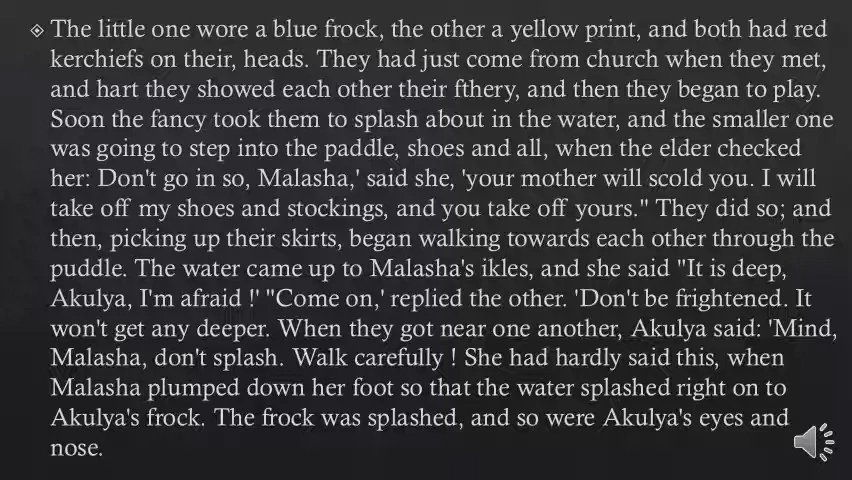 The little one wore a blue frock, the other a yellow print, and both had red
kerchiefs on their, heads. They had just come from church when they met,
and hart they showed each other their fthery, and then they began to play.
Soon the fancy took them to splash about in the water, and the smaller one
was going to step into the paddle, shoes and all, when the elder checked
her: Don't go in so, Malasha,' said she, 'your mother will scold you. I will
take off my shoes and stockings, and you take off yours." They did so; and
then, picking up their skirts, began walking towards each other through the
puddle. The water came up to Malasha's ikles, and she said "It is deep,
Akulya, I'm afraid !' "Come on,' replied the other. 'Don't be frightened. It
won't get any deeper. When they got near one another, Akulya said: 'Mind,
Malasha, don't splash. Walk carefully ! She had hardly said this, when
Malasha plumped down her foot so that the water splashed right on to
Akulya's frock. The frock was splashed, and so were Akulya's eyes and
nose.